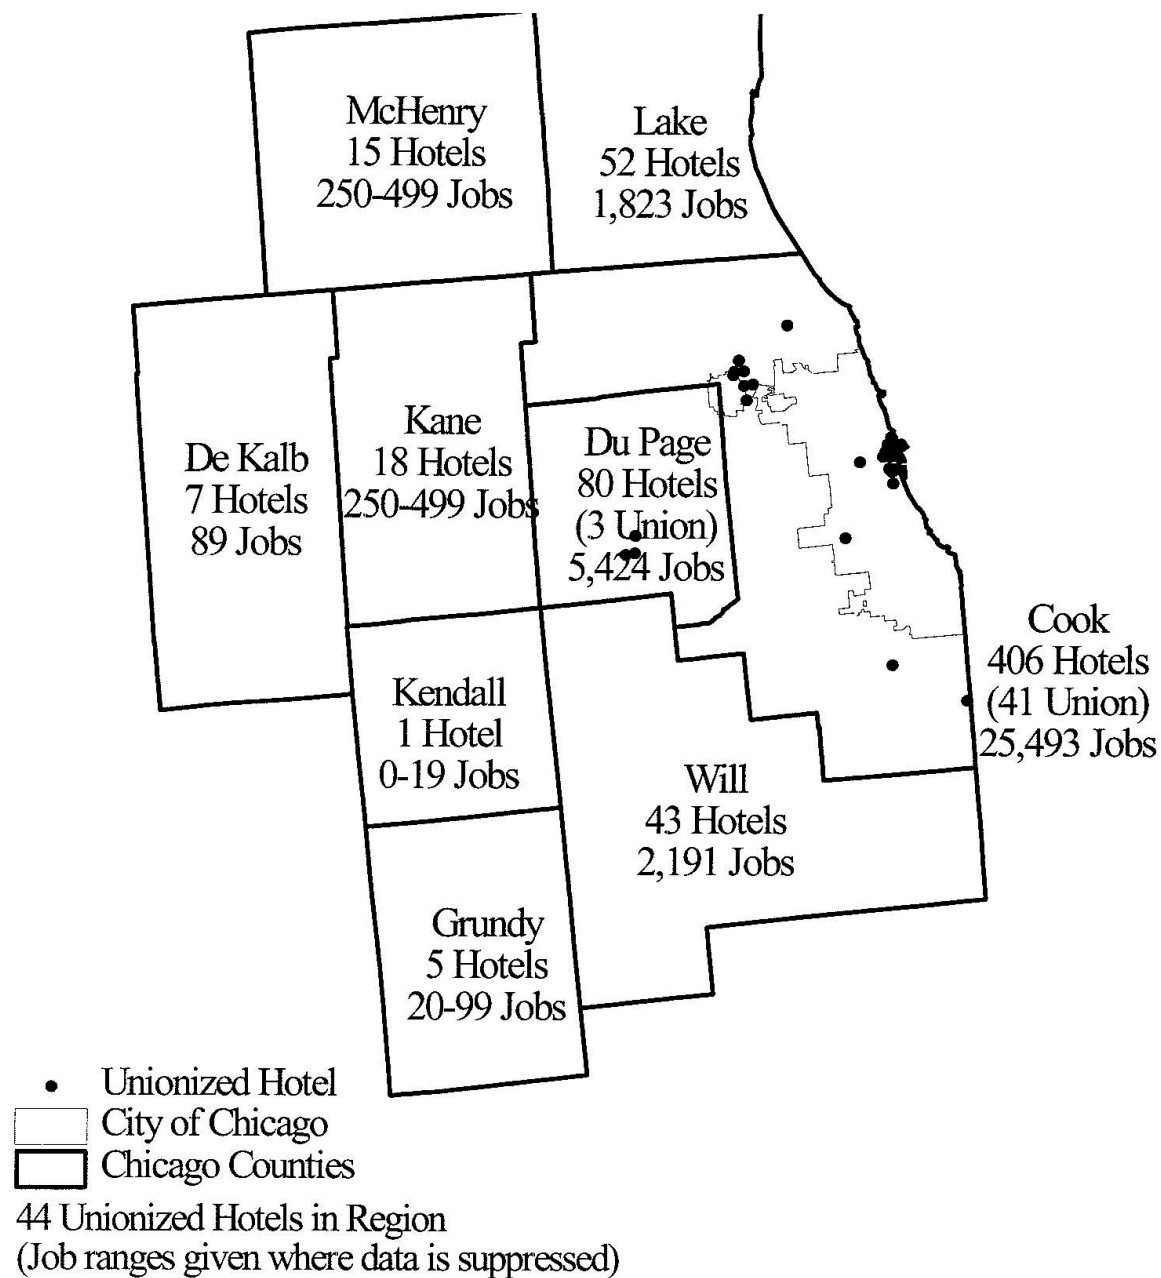 McHenry
15 Hotels
250-499 Jobs
Lake
52 Hotels
1,823 Jobs
De Kalb
7 Hotels
89 Jobs
Kane
18 Hotels
250-499 Jobs
Du Page
80 Hotels
(3 Union)
5,424 Jobs
Cook
406 Hotels
(41 Union)
25,493 Jobs
Kendall
1 Hotel
0-19 Jobs
Will
43 Hotels
2,191 Jobs
Grundy
5 Hotels
20-99 Jobs
Unionized Hotel
City of Chicago
Chicago Counties
44 Unionized Hotels in Region
(Job ranges given where data is suppressed)